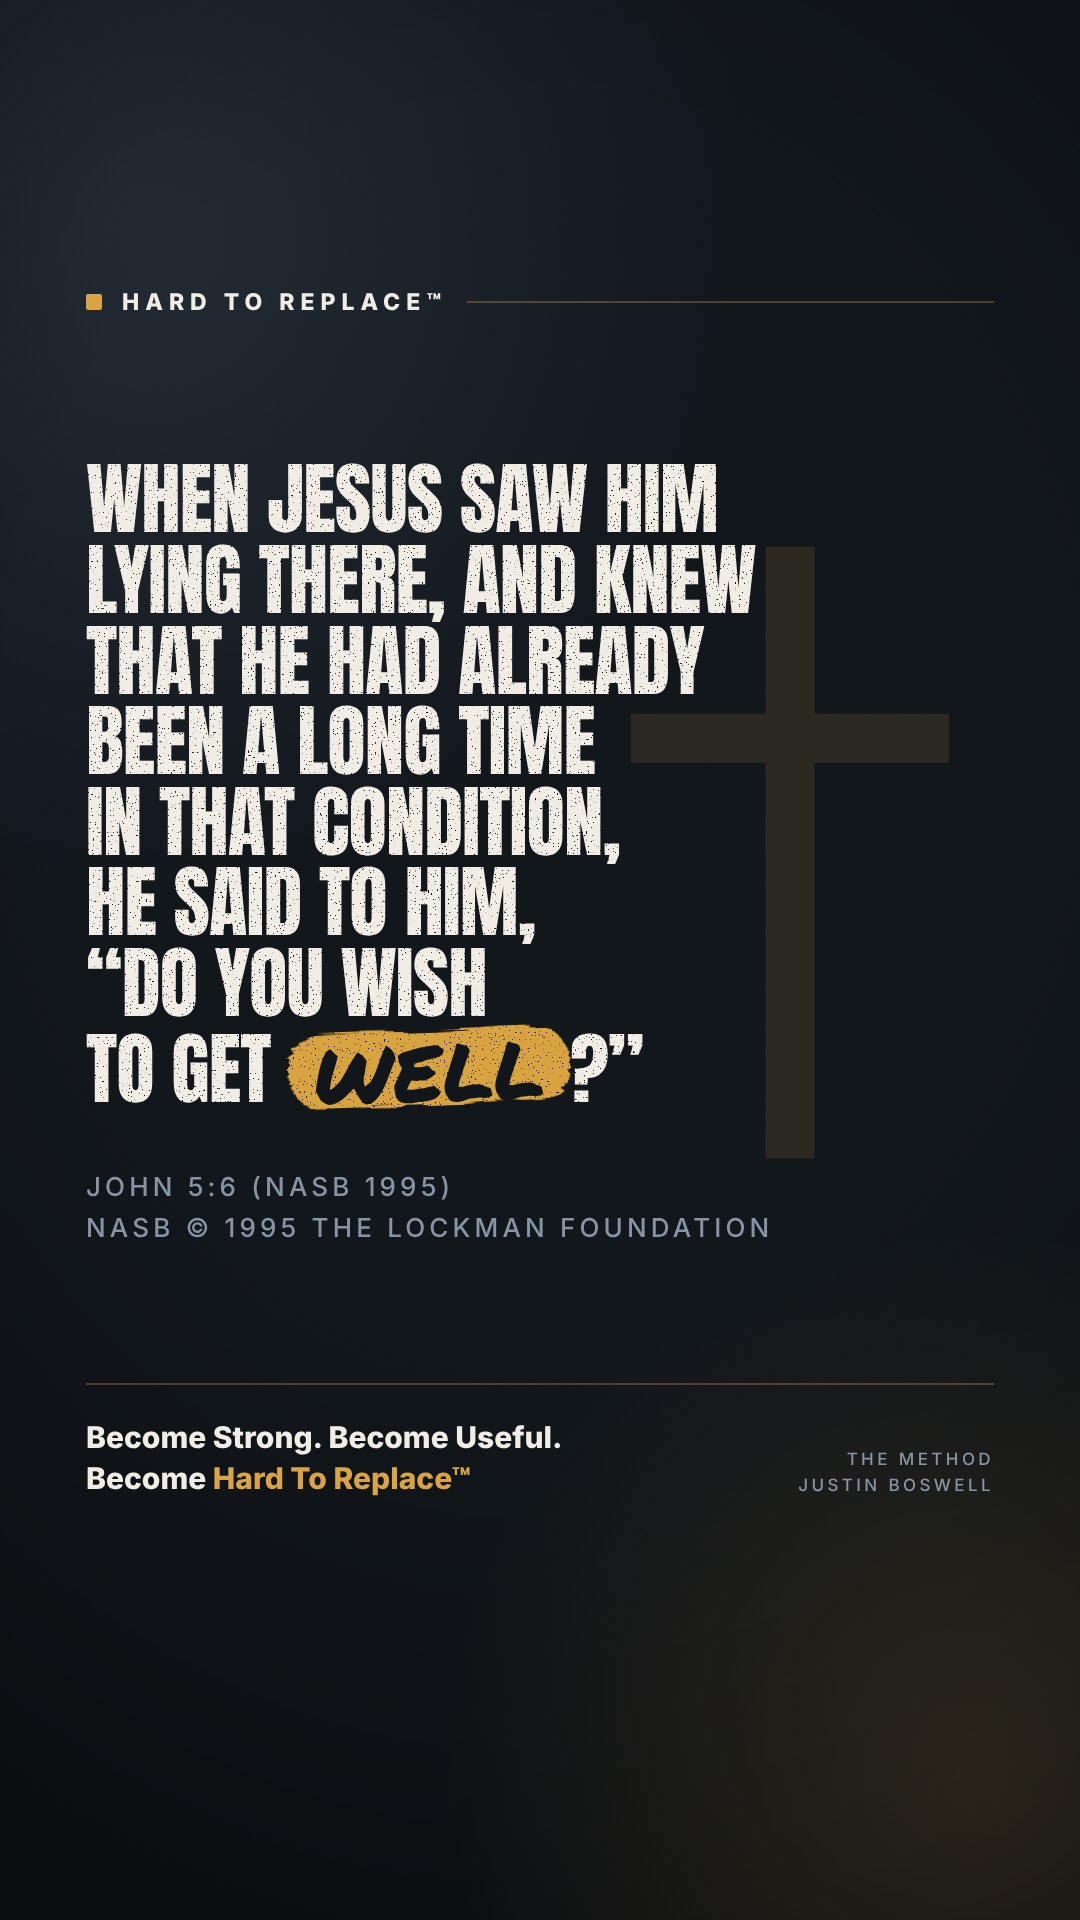 HARD TO REPLACE™
WHEN JESUS SAW HIM
LYING THERE, AND KNEW
THAT HE HAD ALREADY
BEEN A LONG TIME
IN THAT CONDITION,
HE SAID TO HIM,
“DO YOU WISH
TO GET WELL?”
JOHN 5:6 (NASB 1995)
NASB © 1995 THE LOCKMAN FOUNDATION
Become Strong. Become Useful.
Become Hard To Replace™
THE METHOD
JUSTIN BOSWELL